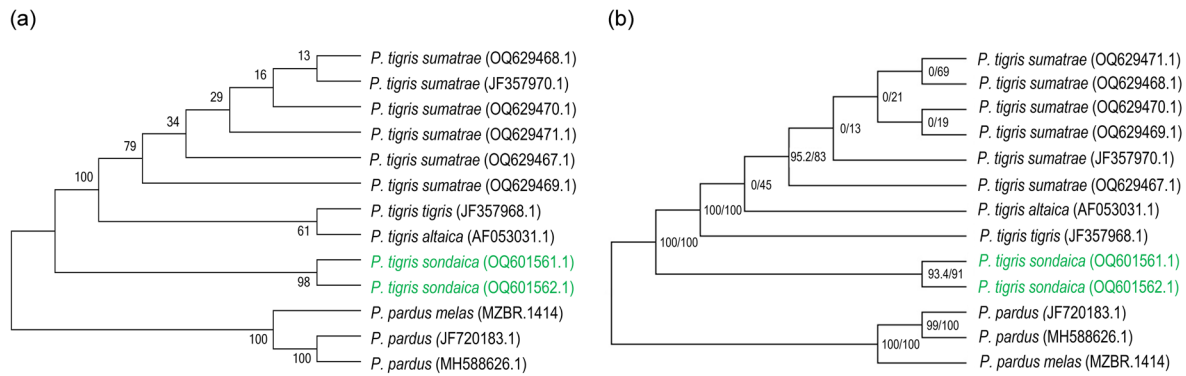 (a)
13
P. tigris sumatrae (OQ629468.1)
16
P. tigris sumatrae (JF357970.1)
29
P. tigris sumatrae (OQ629470.1)
34
P. tigris sumatrae (OQ629471.1)
79
P. tigris sumatrae (OQ629467.1)
100
P. tigris sumatrae (OQ629469.1)
P. tigris tigris (JF357968.1)
61
P. tigris altaica (AF053031.1)
P. tigris sondaica (OQ601561.1)
98
P. tigris sondaica (OQ601562.1)
P. pardus melas (MZBR.1414)
100
P. pardus (JF720183.1)
100
P. pardus (MH588626.1)
(b)
P. tigris sumatrae (OQ629471.1)
0/69
P. tigris sumatrae (OQ629468.1)
0/21
P. tigris sumatrae (OQ629470.1)
0/19
P. tigris sumatrae (OQ629469.1)
0/13
P. tigris sumatrae (JF357970.1)
95.2/83
P. tigris sumatrae (OQ629467.1)
0/45
P. tigris altaica (AF053031.1)
100/100
P. tigris tigris (JF357968.1)
100/100
P. tigris sondaica (OQ601561.1)
93.4/91
P. tigris sondaica (OQ601562.1)
P. pardus (JF720183.1)
99/100
P. pardus (MH588626.1)
100/100
P. pardus melas (MZBR.1414)